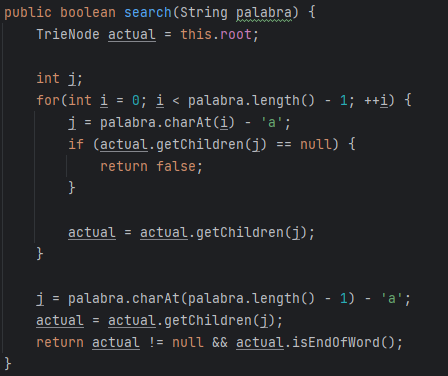 public boolean search(String palabra) {
    TrieNode actual = this.root;

    int j;
    for(int i = 0; i < palabra.length() - 1; ++i) {
        j = palabra.charAt(i) - 'a';
        if (actual.getChildren(j) == null) {
            return false;
        }

        actual = actual.getChildren(j);
    }

    j = palabra.charAt(palabra.length() - 1) - 'a';
    actual = actual.getChildren(j);
    return actual != null && actual.isEndOfWord();
}